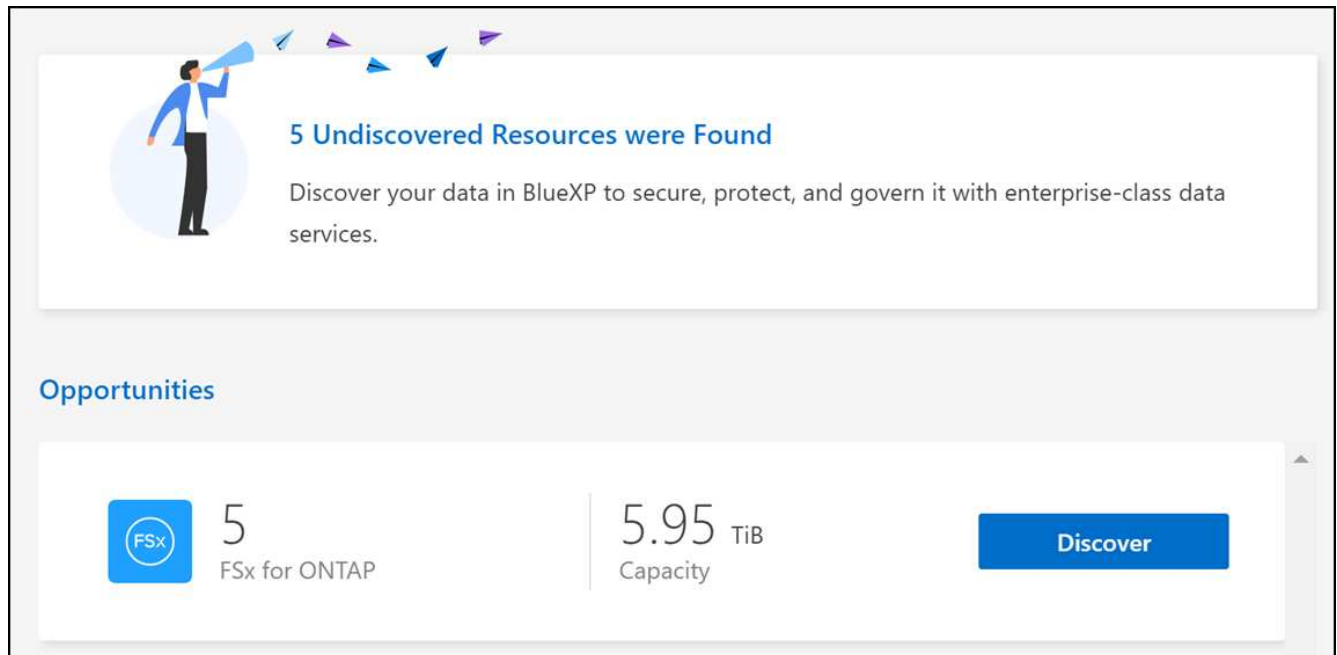 5 Undiscovered Resources were Found
Discover your data in BlueXP to secure, protect, and govern it with enterprise-class data
services.
Opportunities
FSx
5
FSx for ONTAP
5.95 TiB
Capacity
Discover